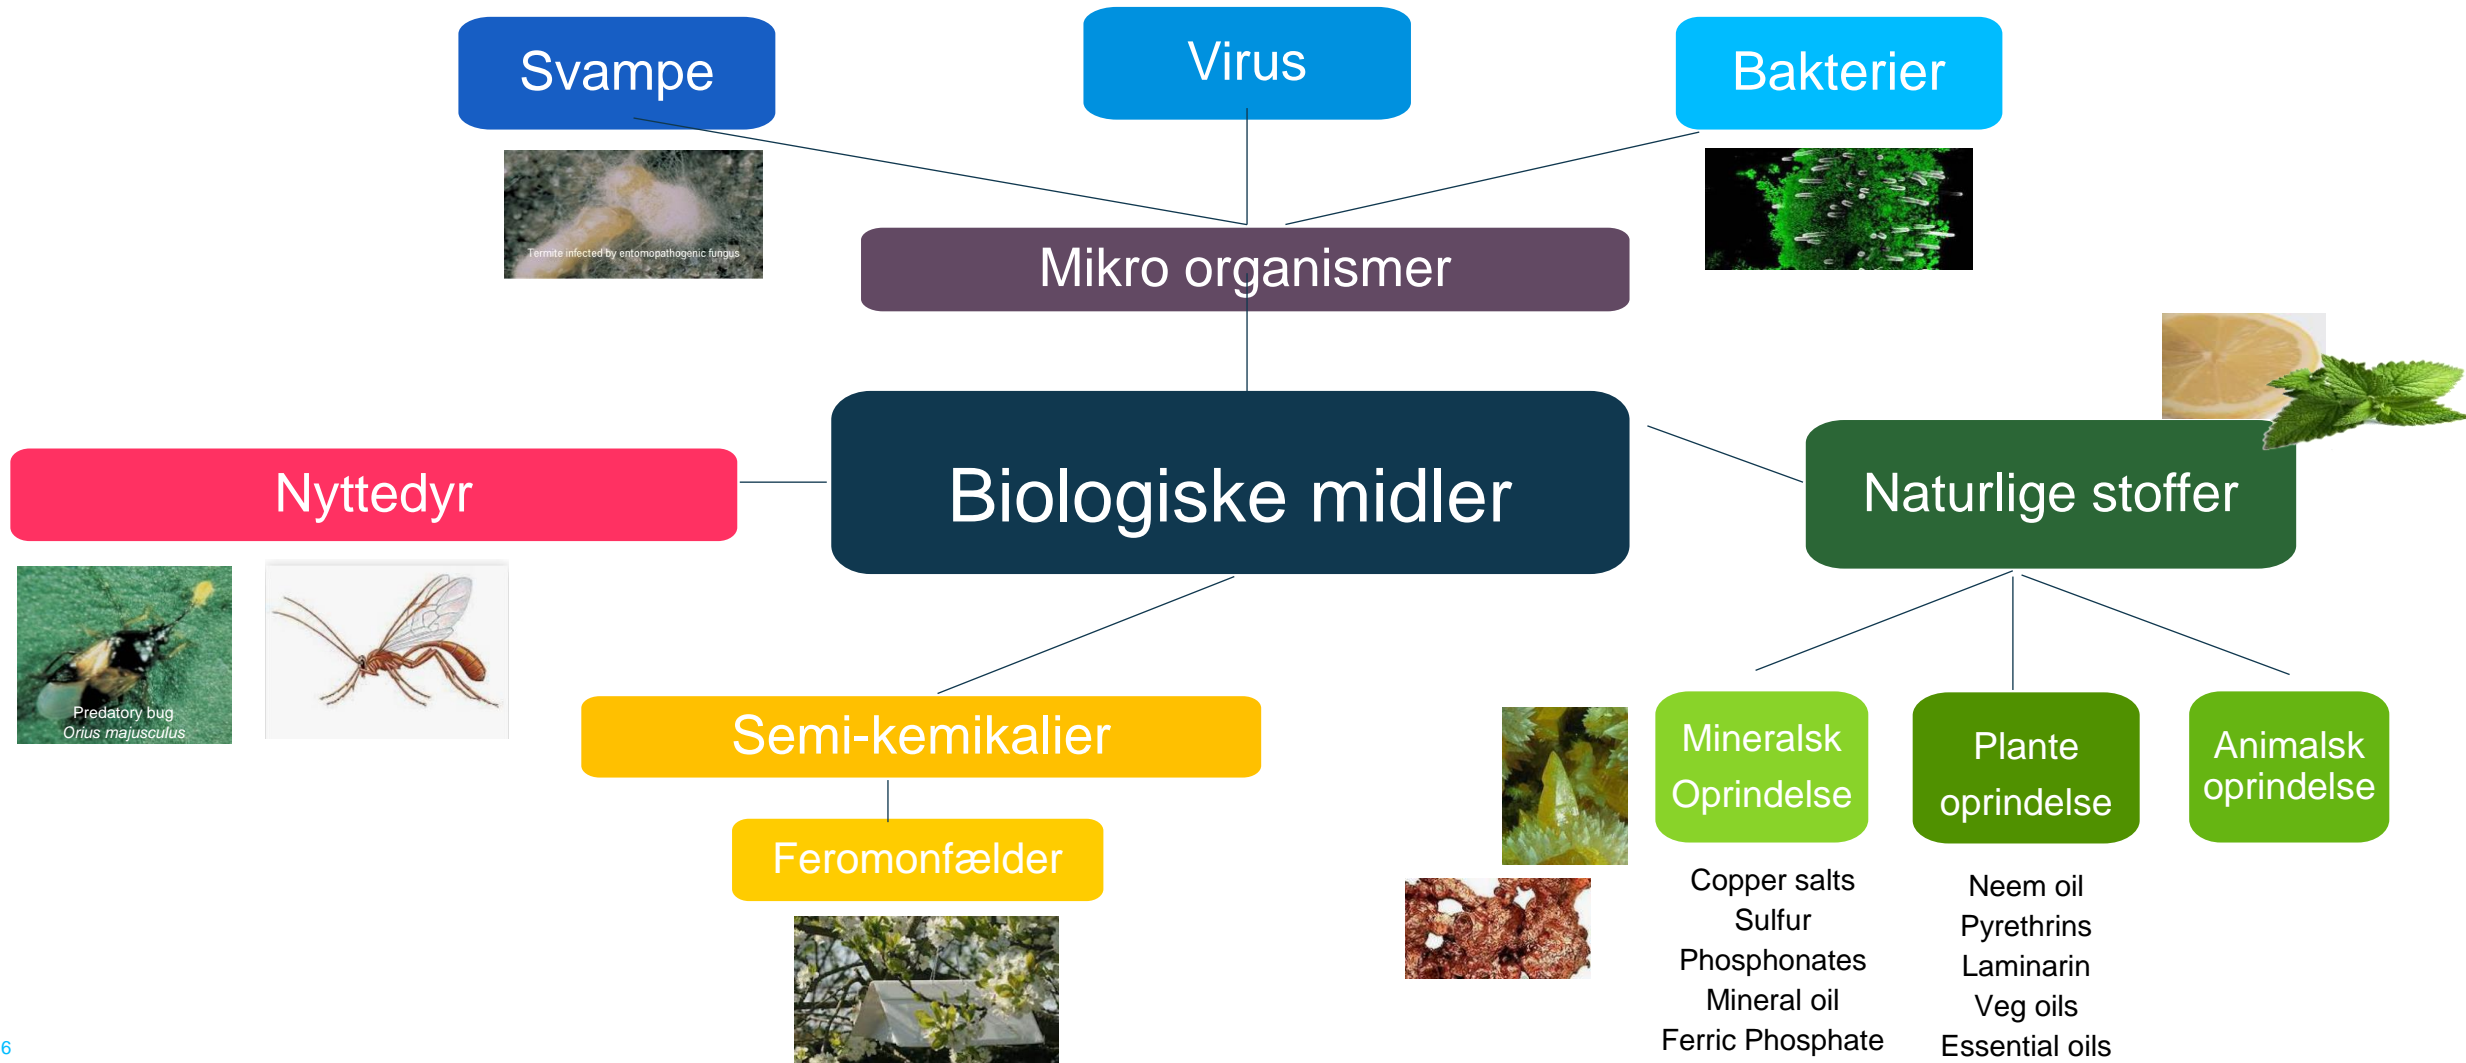 Svampe
Virus
Bakterier
Termite infected by entomopathogenic fungus
Mikro organismer
Biologiske midler
Nyttedyr
Naturlige stoffer
Predatory bug
Orius majusculus
Semi-kemikalier
Feromonfælder
Mineralsk
Oprindelse
Plante
oprindelse
Animalsk
oprindelse
Copper salts
Sulfur
Phosphonates
Mineral oil
Ferric Phosphate
Neem oil
Pyrethrins
Laminarin
Veg oils
Essential oils
6